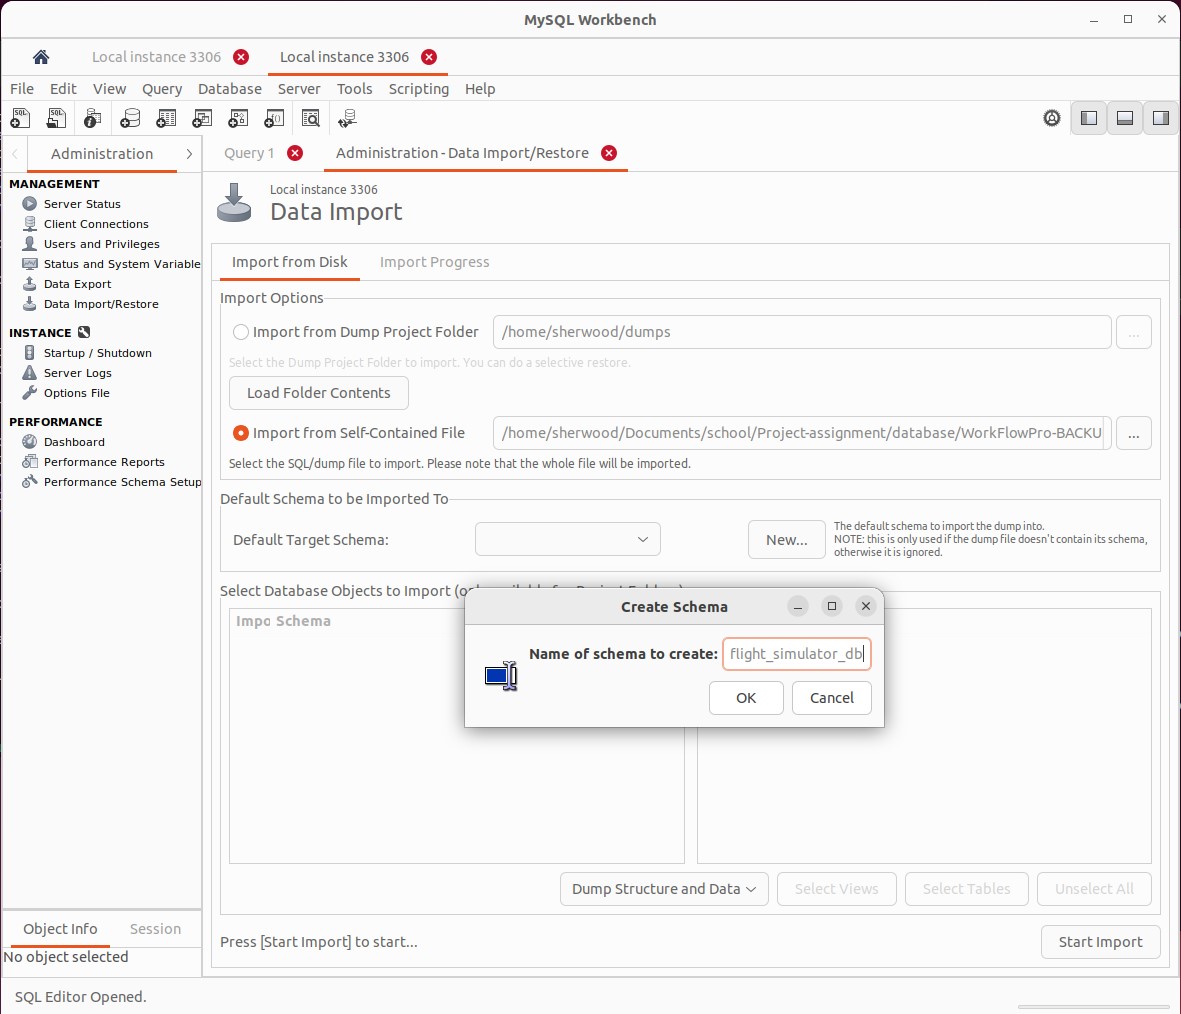 MySQL Workbench
Local instance 3306
Local instance 3306
File Edit View Query Database Server Tools Scripting Help
Administration
Query 1
Administration - Data Import/Restore
MANAGEMENT
Server Status
Client Connections
Users and Privileges
Status and System Variable
Data Export
Data Import/Restore
INSTANCE
Startup / Shutdown
Server Logs
Options File
PERFORMANCE
Dashboard
Performance Reports
Performance Schema Setup
Local instance 3306
Data Import
Import from Disk
Import Progress
Import Options
Import from Dump Project Folder
/home/sherwood/dumps
...
Select the Dump Project Folder to import. You can do a selective restore.
Load Folder Contents
Import from Self-Contained File
/home/sherwood/Documents/school/Project-assignment/database/WorkFlowPro-BACKU
...
Select the SQL/dump file to import. Please note that the whole file will be imported.
Default Schema to be Imported To
Default Target Schema:
New...
The default schema to import the dump into.
NOTE: this is only used if the dump file doesn't contain its schema,
otherwise it is ignored.
Select Database Objects to Import
Impo Schema
Create Schema
Name of schema to create:
flight_simulator_db
OK
Cancel
Dump Structure and Data
Select Views
Select Tables
Unselect All
Press [Start Import] to start...
Start Import
Object Info
Session
No object selected
SQL Editor Opened.